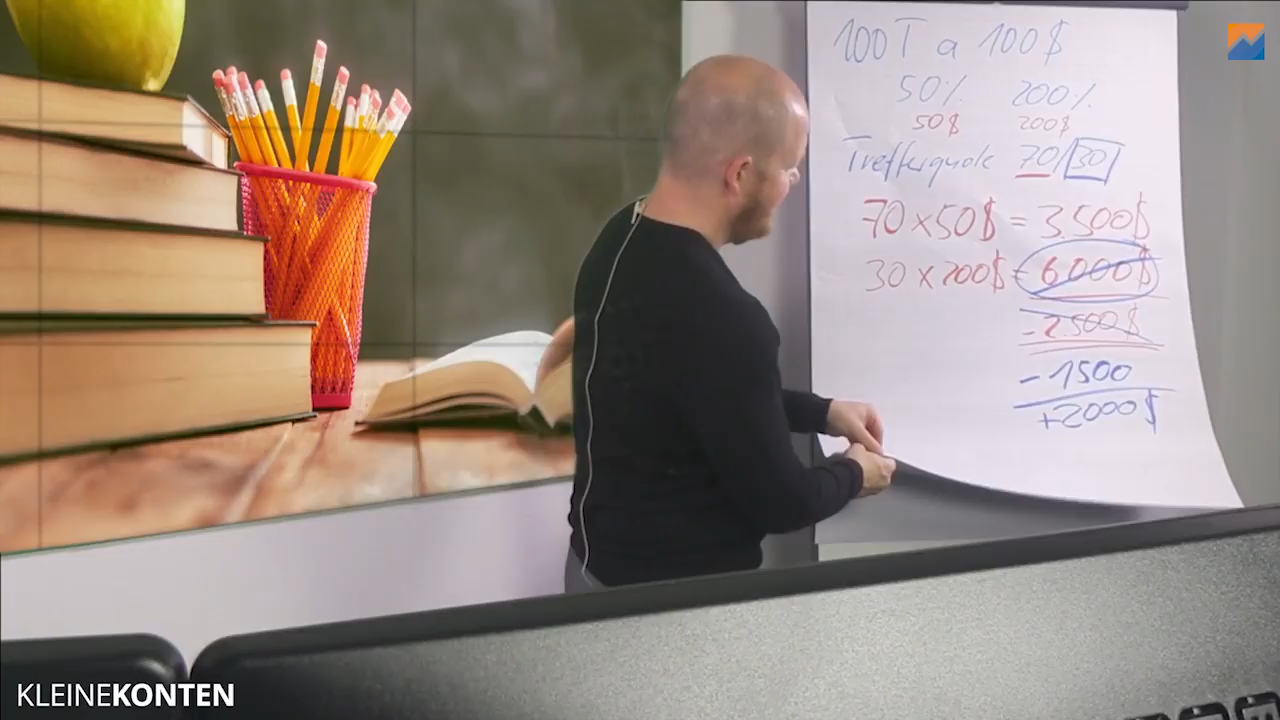 100T a 100$
50% 200%
50$ 200$
Trefferquote 70/30
70 x 50$ = 3.500$
30 x 200$ = 6.000$
- 2.500$
- 1500
+2000$
KLEINEKONTEN